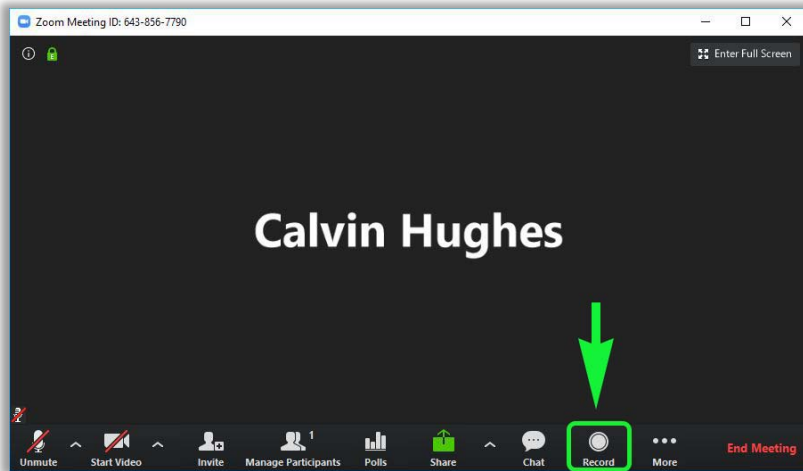 Zoom Meeting ID: 643-856-7790
Enter Full Screen
Calvin Hughes
1
Unmute Start Video Invite Manage Participants Polls Share Chat Record More End Meeting